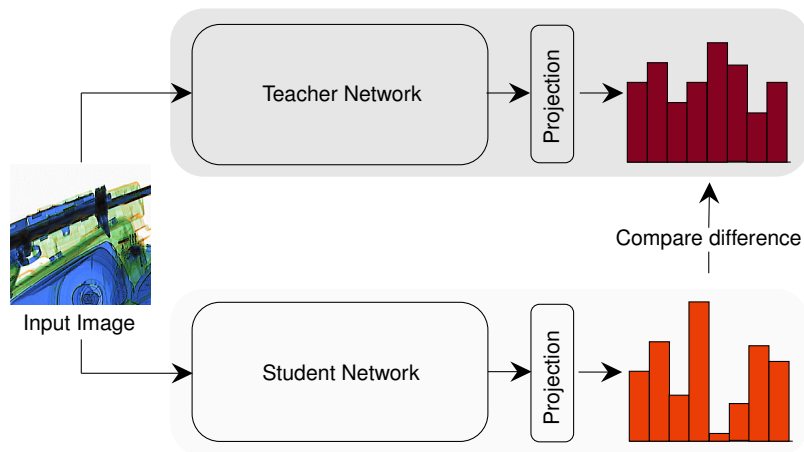 Teacher Network
Projection
Compare difference
Input Image
Student Network
Projection